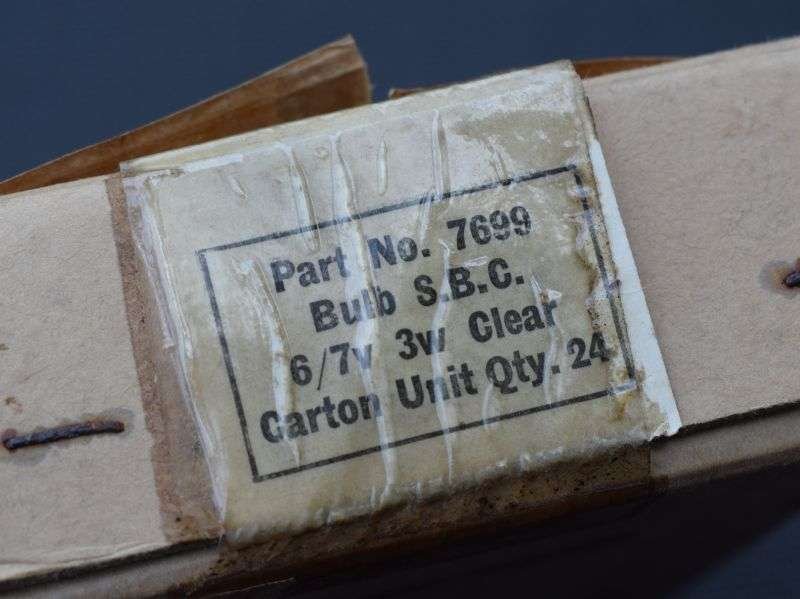 Part No. 7699
Bulb S.B.C.
6/7v 3w Clear
Carton Unit Qty. 24